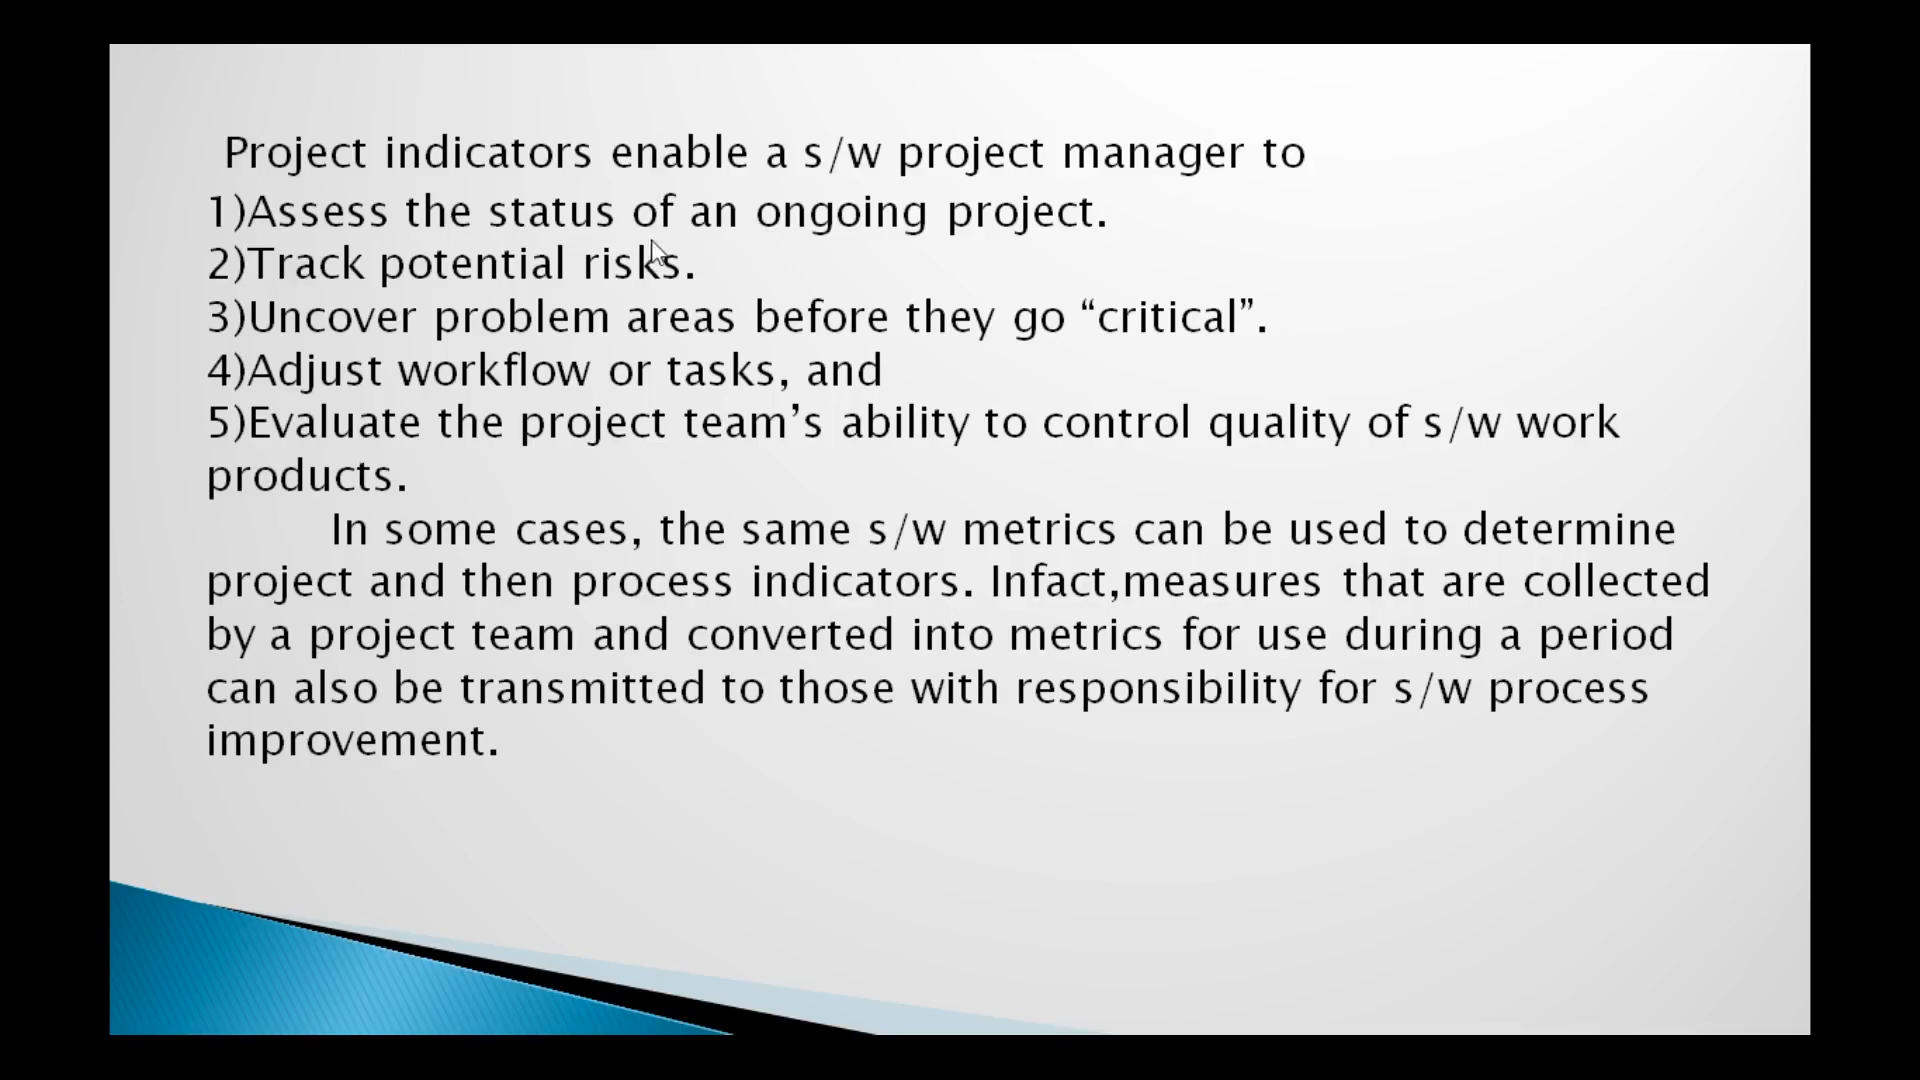 Project indicators enable a s/w project manager to
1)Assess the status of an ongoing project.
2)Track potential risks.
3)Uncover problem areas before they go “critical”.
4)Adjust workflow or tasks, and
5)Evaluate the project team’s ability to control quality of s/w work
products.
In some cases, the same s/w metrics can be used to determine
project and then process indicators. Infact,measures that are collected
by a project team and converted into metrics for use during a period
can also be transmitted to those with responsibility for s/w process
improvement.